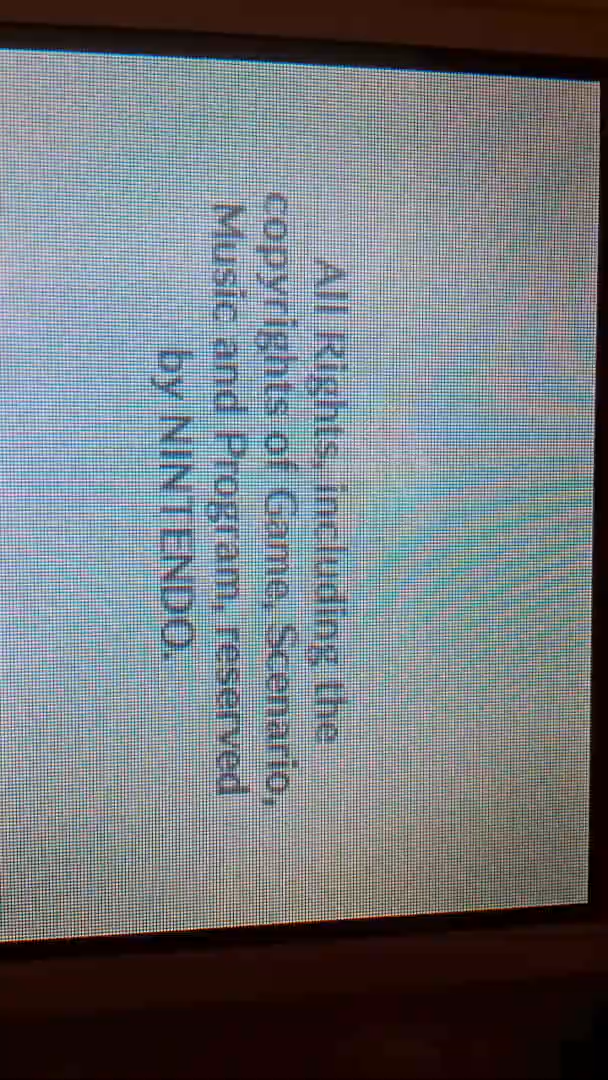 All Rights, including the
copyrights of Game, Scenario,
Music and Program, reserved
by NINTENDO.